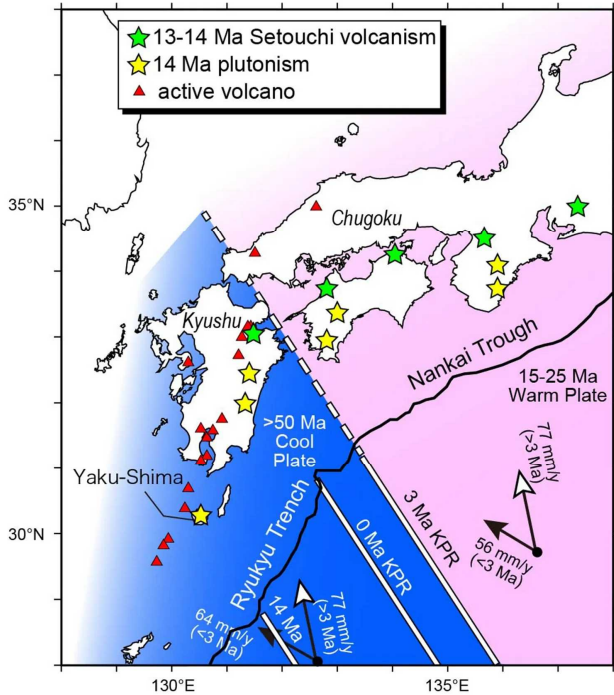 13-14 Ma Setouchi volcanism
14 Ma plutonism
active volcano
35°N
Chugoku
Kyushu
Nankai Trough
15-25 Ma
Warm Plate
>50 Ma
Cool
Plate
77 mm/y
(>3 Ma)
Yaku-Shima
3 Ma KPR
56 mm/y
(<3 Ma)
30°N
0 Ma KPR
Ryukyu Trench
14 Ma
77 mm/y
(>3 Ma)
64 mm/y
(<3 Ma)
130°E
135°E